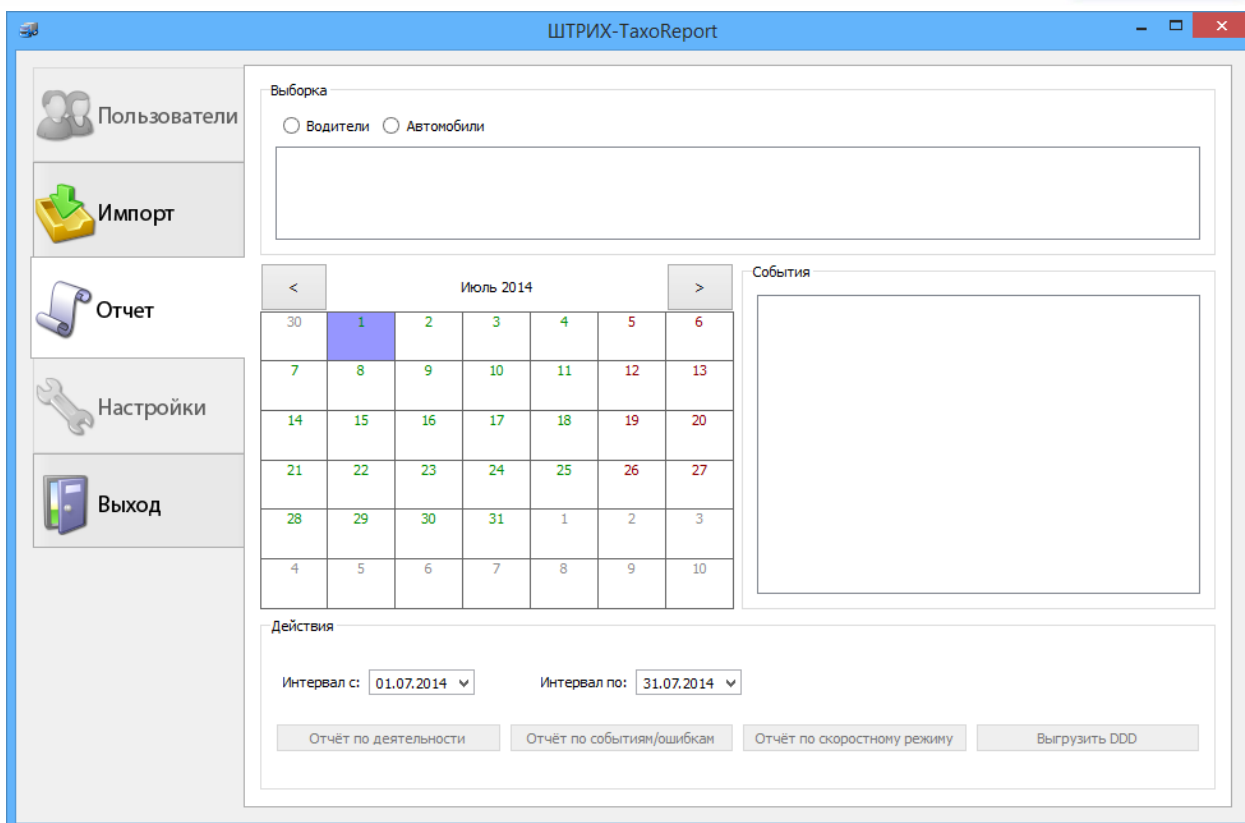 ШТРИХ-TaxoReport
Пользователи
Импорт
Отчет
Настройки
Выход
Выборка
Водители Автомобили
< Июль 2014 >
30 1 2 3 4 5 6
7 8 9 10 11 12 13
14 15 16 17 18 19 20
21 22 23 24 25 26 27
28 29 30 31 1 2 3
4 5 6 7 8 9 10
События
Действия
Интервал с: 01.07.2014 Интервал по: 31.07.2014
Отчёт по деятельности Отчёт по событиям/ошибкам Отчёт по скоростному режиму Выгрузить DDD